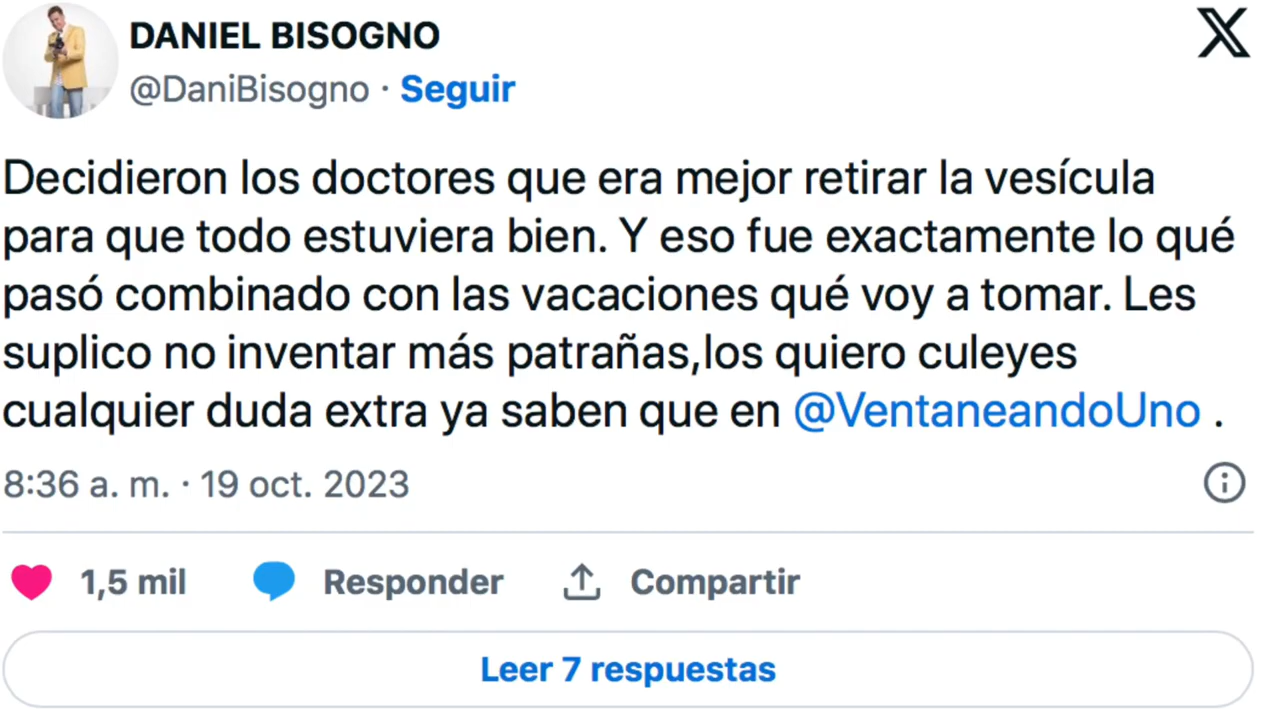 DANIEL BISOGNO
@DaniBisogno · Seguir
Decidieron los doctores que era mejor retirar la vesícula
para que todo estuviera bien. Y eso fue exactamente lo qué
pasó combinado con las vacaciones qué voy a tomar. Les
suplico no inventar más patrañas,los quiero culeyes
cualquier duda extra ya saben que en @VentaneandoUno .
8:36 a. m. · 19 oct. 2023
1,5 mil Responder Compartir
Leer 7 respuestas